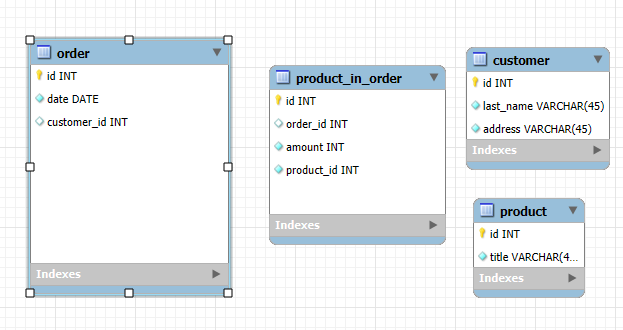 order
id INT
date DATE
customer_id INT
Indexes
product_in_order
id INT
order_id INT
amount INT
product_id INT
Indexes
customer
id INT
last_name VARCHAR(45)
address VARCHAR(45)
Indexes
product
id INT
title VARCHAR(4...
Indexes